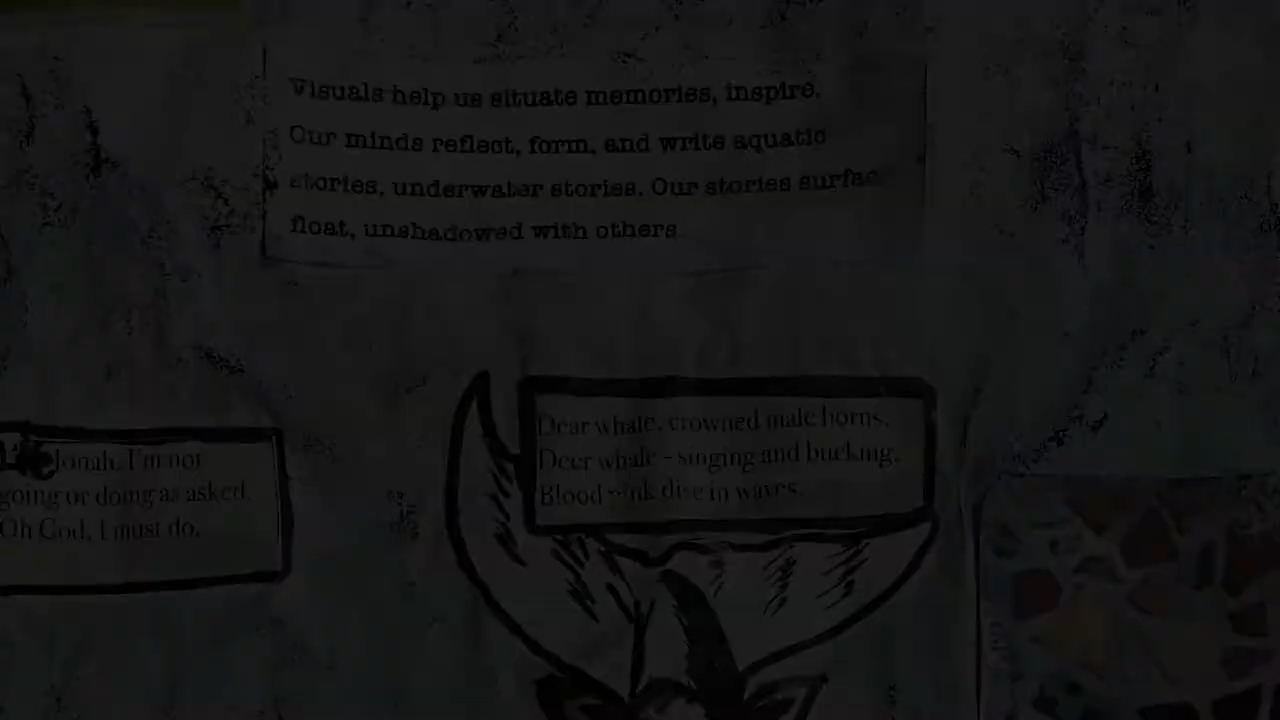 Visuals help us situate memories, inspire.
Our minds reflect, form, and write aquatic
stories, underwater stories. Our stories surfac
float, unshadowed with others
Jonah, I'm not
going or doing as asked.
Oh God, I must do.
Dear whale, crowned male horns.
Deer whale - singing and bucking.
Blood pink dive in waves.